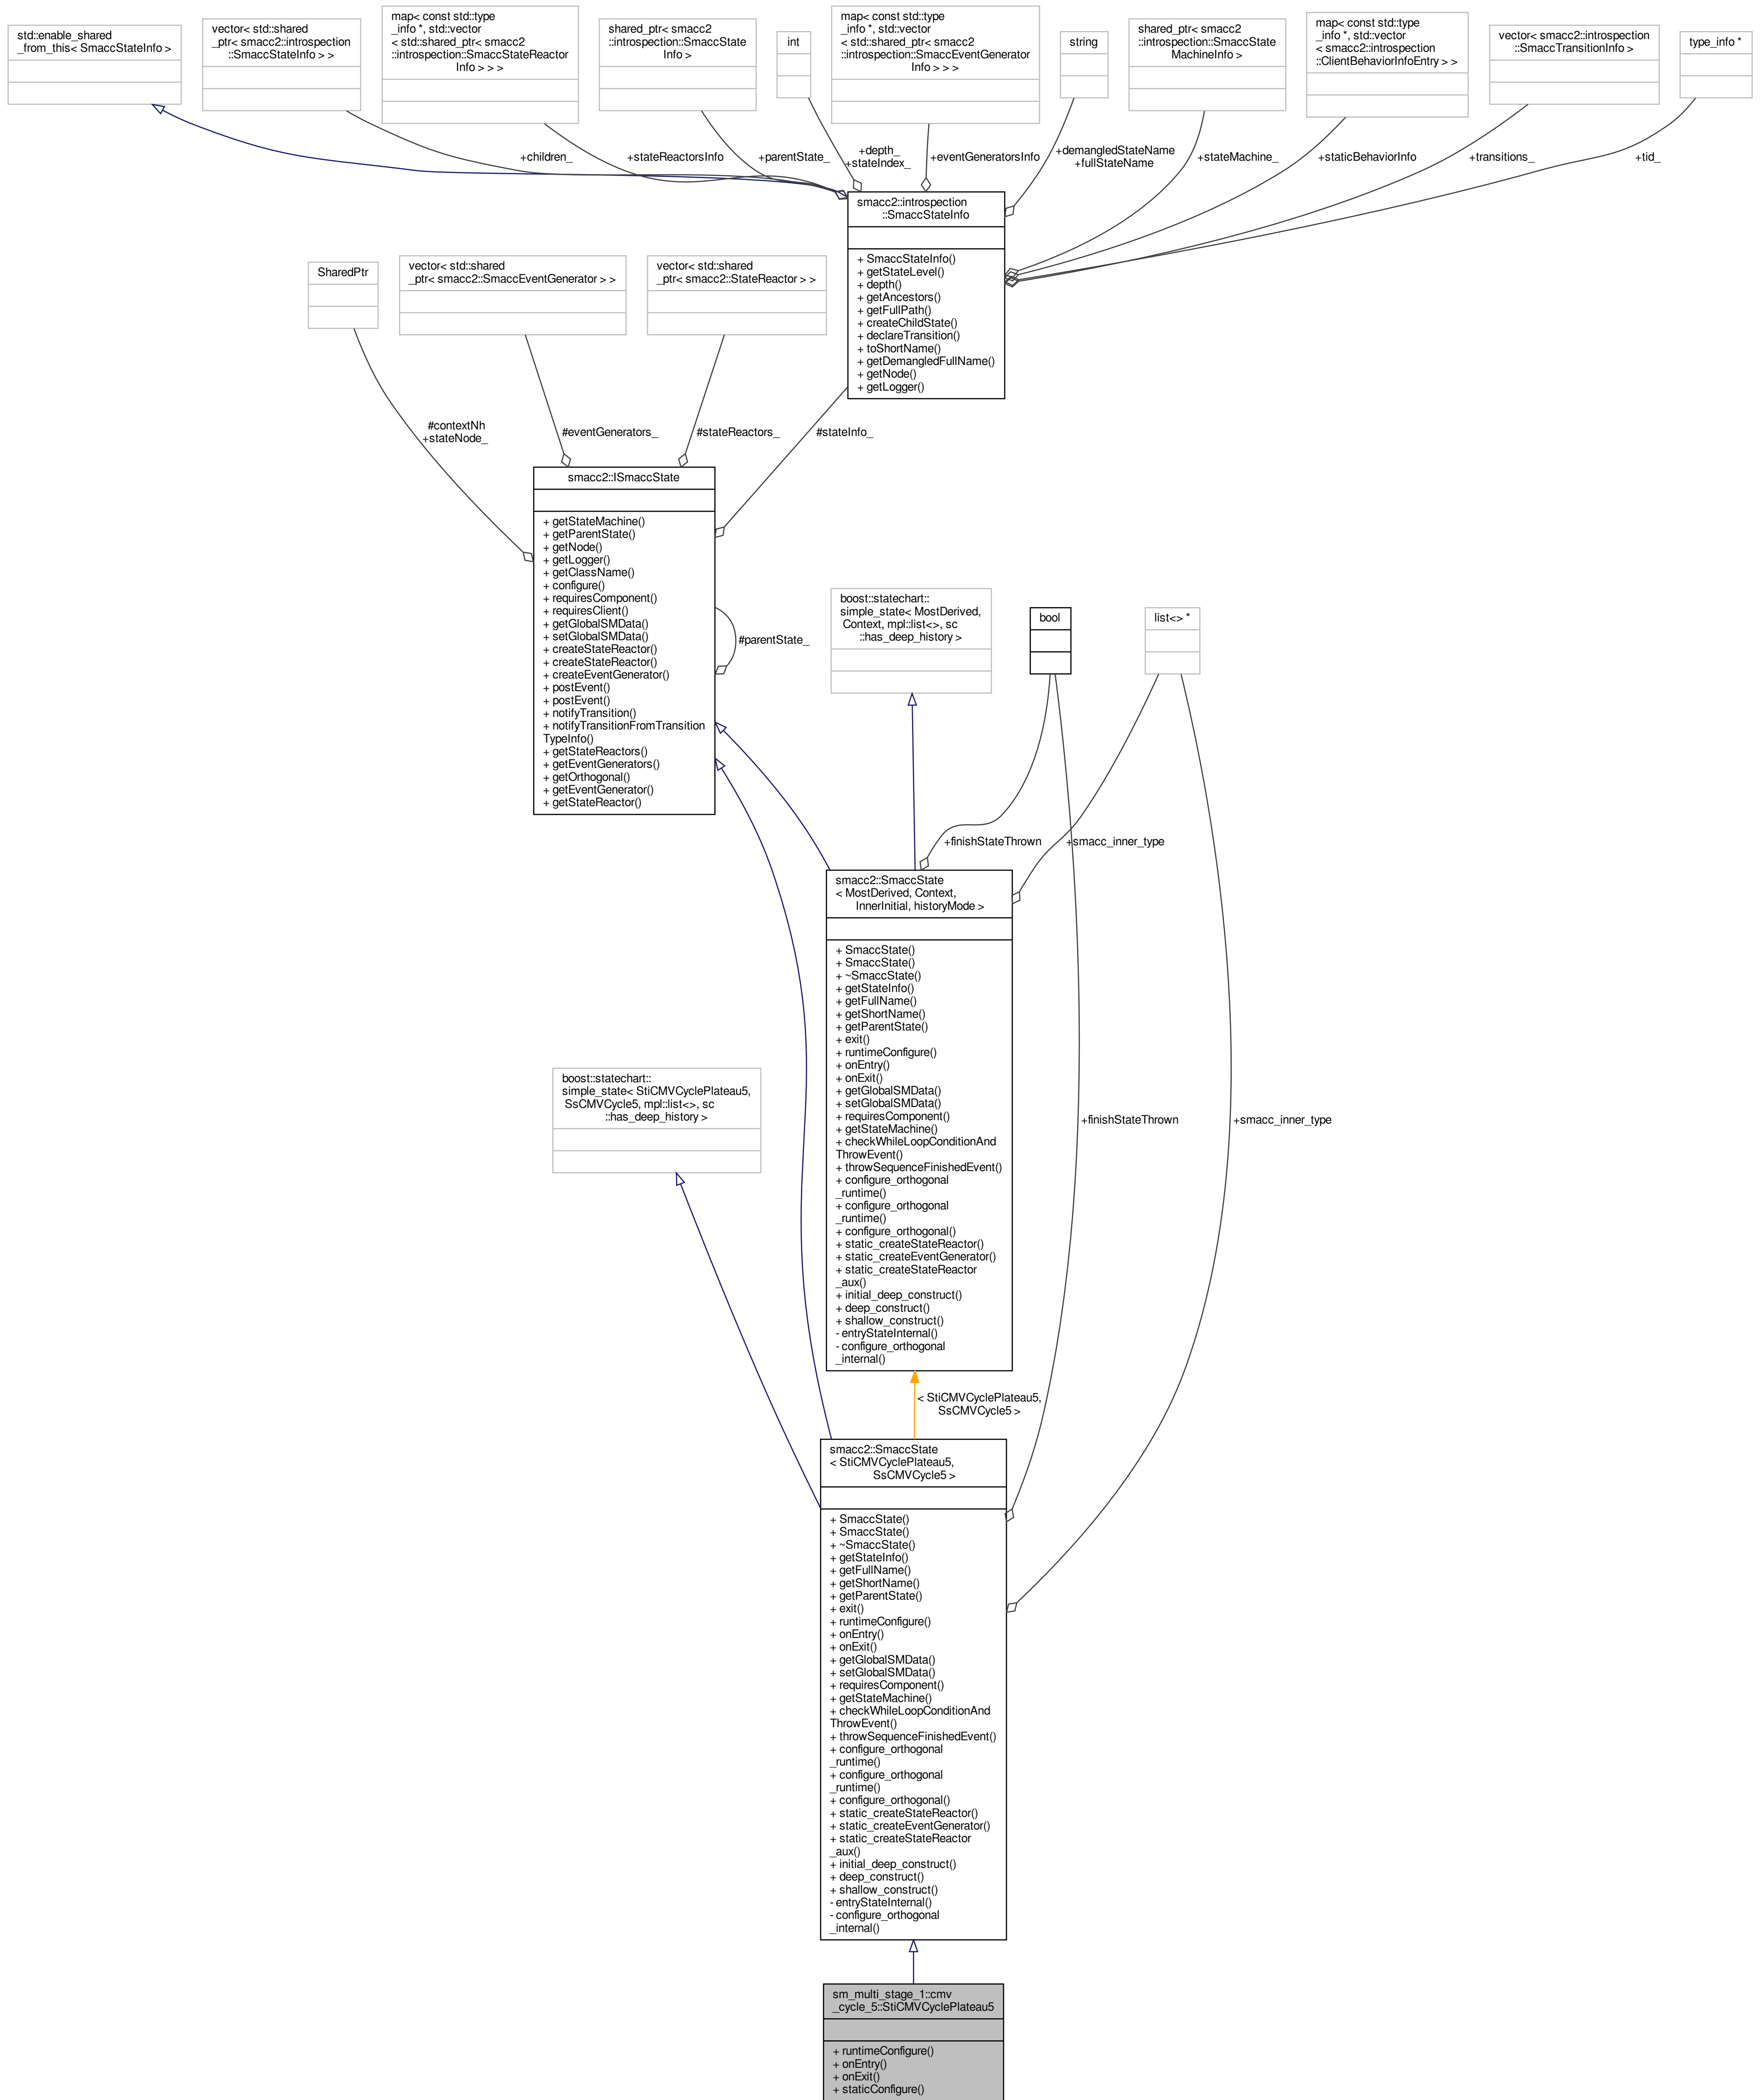 std::enable_shared
_from_this< SmaccStateInfo >
vector< std::shared
_ptr< smacc2::introspection
::SmaccStateInfo > >
map< const std::type
_info *, std::vector
< std::shared_ptr< smacc2
::introspection::SmaccStateReactor
Info > > >
shared_ptr< smacc2
::introspection::SmaccState
Info >
int
map< const std::type
_info *, std::vector
< std::shared_ptr< smacc2
::introspection::SmaccEventGenerator
Info > > >
string
shared_ptr< smacc2
::introspection::SmaccState
MachineInfo >
map< const std::type
_info *, std::vector
< smacc2::introspection
::ClientBehaviorInfoEntry > >
vector< smacc2::introspection
::SmaccTransitionInfo >
type_info *
+children_
+stateReactorsInfo
+parentState_
+depth_
+stateIndex_
+eventGeneratorsInfo
+demangledStateName
+fullStateName
+stateMachine_
+staticBehaviorInfo
+transitions_
+tid_
smacc2::introspection
::SmaccStateInfo
+ SmaccStateInfo()
+ getStateLevel()
+ depth()
+ getAncestors()
+ getFullPath()
+ createChildState()
+ declareTransition()
+ toShortName()
+ getDemangledFullName()
+ getNode()
+ getLogger()
SharedPtr
vector< std::shared
_ptr< smacc2::SmaccEventGenerator > >
vector< std::shared
_ptr< smacc2::StateReactor > >
#contextNh
+stateNode_
#eventGenerators_
#stateReactors_
#stateInfo_
smacc2::ISmaccState
+ getStateMachine()
+ getParentState()
+ getNode()
+ getLogger()
+ getClassName()
+ configure()
+ requiresComponent()
+ requiresClient()
+ getGlobalSMData()
+ setGlobalSMData()
+ createStateReactor()
+ createStateReactor()
+ createEventGenerator()
+ postEvent()
+ postEvent()
+ notifyTransition()
+ notifyTransitionFromTransition
TypeInfo()
+ getStateReactors()
+ getEventGenerators()
+ getOrthogonal()
+ getEventGenerator()
+ getStateReactor()
#parentState_
boost::statechart::
simple_state< MostDerived,
Context, mpl::list<>, sc
::has_deep_history >
bool
list<> *
+finishStateThrown
+smacc_inner_type
smacc2::SmaccState
< MostDerived, Context,
InnerInitial, historyMode >
+ SmaccState()
+ SmaccState()
+ ~SmaccState()
+ getStateInfo()
+ getFullName()
+ getShortName()
+ getParentState()
+ exit()
+ runtimeConfigure()
+ onEntry()
+ onExit()
+ getGlobalSMData()
+ setGlobalSMData()
+ requiresComponent()
+ getStateMachine()
+ checkWhileLoopConditionAnd
ThrowEvent()
+ throwSequenceFinishedEvent()
+ configure_orthogonal
_runtime()
+ configure_orthogonal
_runtime()
+ configure_orthogonal()
+ static_createStateReactor()
+ static_createEventGenerator()
+ static_createStateReactor
_aux()
+ initial_deep_construct()
+ deep_construct()
+ shallow_construct()
- entryStateInternal()
- configure_orthogonal
_internal()
boost::statechart::
simple_state< StiCMVCyclePlateau5,
SsCMVCycle5, mpl::list<>, sc
::has_deep_history >
+finishStateThrown
+smacc_inner_type
< StiCMVCyclePlateau5,
SsCMVCycle5 >
smacc2::SmaccState
< StiCMVCyclePlateau5,
SsCMVCycle5 >
+ SmaccState()
+ SmaccState()
+ ~SmaccState()
+ getStateInfo()
+ getFullName()
+ getShortName()
+ getParentState()
+ exit()
+ runtimeConfigure()
+ onEntry()
+ onExit()
+ getGlobalSMData()
+ setGlobalSMData()
+ requiresComponent()
+ getStateMachine()
+ checkWhileLoopConditionAnd
ThrowEvent()
+ throwSequenceFinishedEvent()
+ configure_orthogonal
_runtime()
+ configure_orthogonal
_runtime()
+ configure_orthogonal()
+ static_createStateReactor()
+ static_createEventGenerator()
+ static_createStateReactor
_aux()
+ initial_deep_construct()
+ deep_construct()
+ shallow_construct()
- entryStateInternal()
- configure_orthogonal
_internal()
sm_multi_stage_1::cmv
_cycle_5::StiCMVCyclePlateau5
+ runtimeConfigure()
+ onEntry()
+ onExit()
+ staticConfigure()